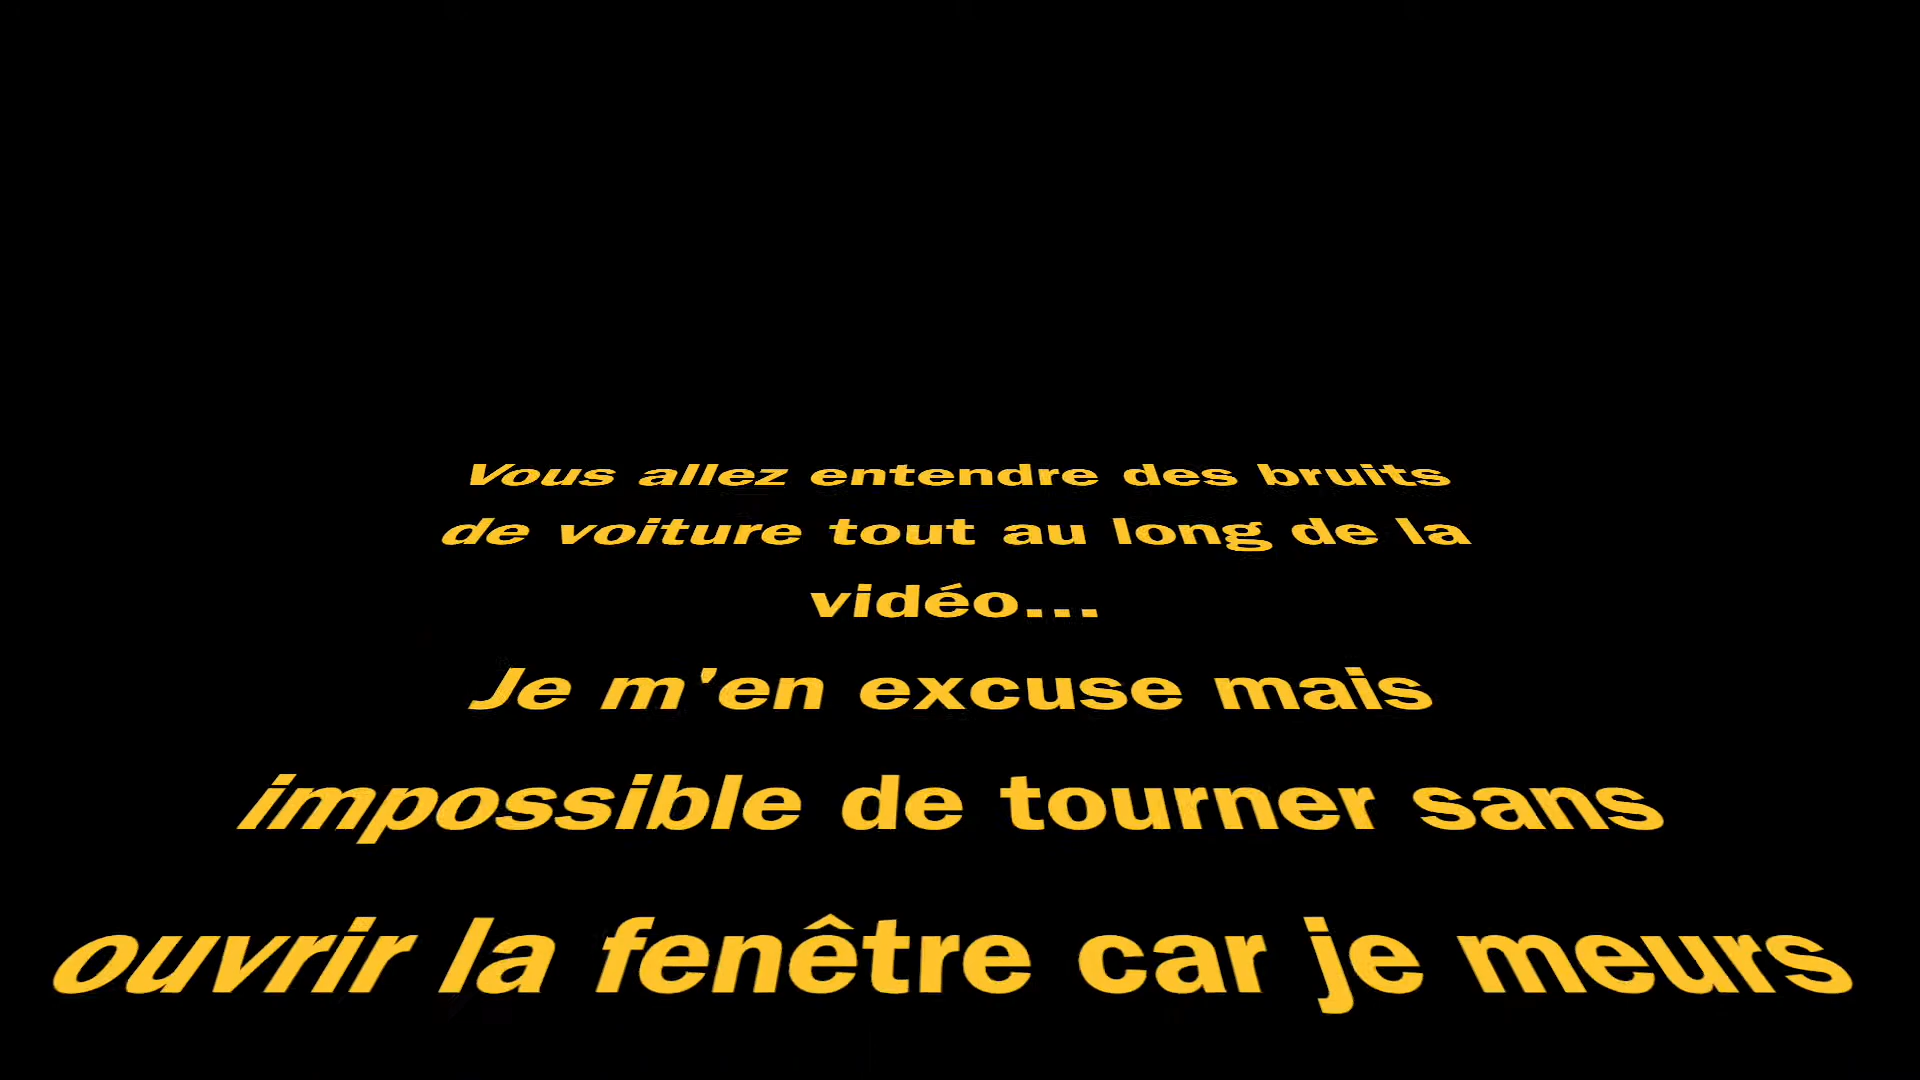 Vous allez entendre des bruits
de voiture tout au long de la
vidéo...
Je m'en excuse mais
impossible de tourner sans
ouvrir la fenêtre car je meurs